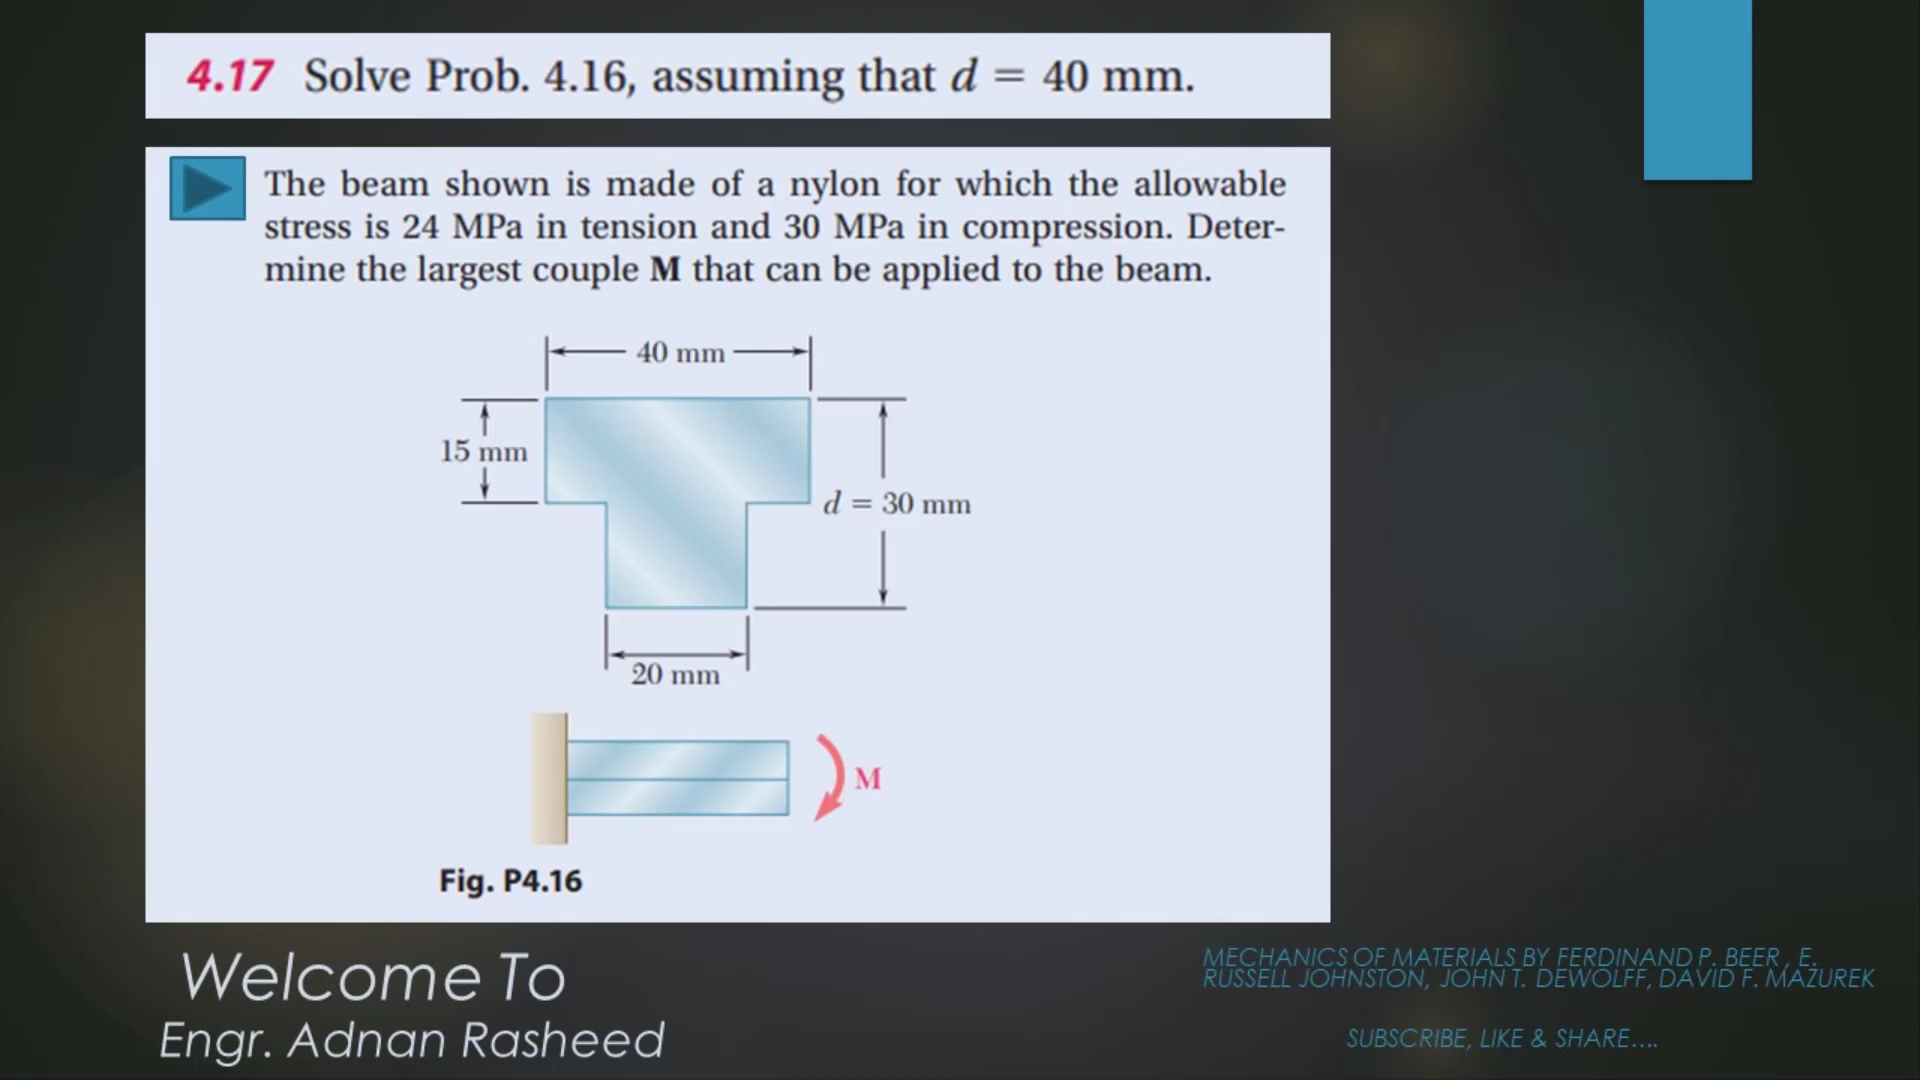 4.17 Solve Prob. 4.16, assuming that d = 40 mm.
The beam shown is made of a nylon for which the allowable
stress is 24 MPa in tension and 30 MPa in compression. Deter-
mine the largest couple M that can be applied to the beam.
40 mm
15 mm
d = 30 mm
20 mm
M
Fig. P4.16
Welcome To
Engr. Adnan Rasheed
MECHANICS OF MATERIALS BY FERDINAND P. BEER , E.
RUSSELL JOHNSTON, JOHN T. DEWOLFF, DAVID F. MAZUREK
SUBSCRIBE, LIKE & SHARE....